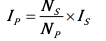 I_P = N_S / N_P × I_S